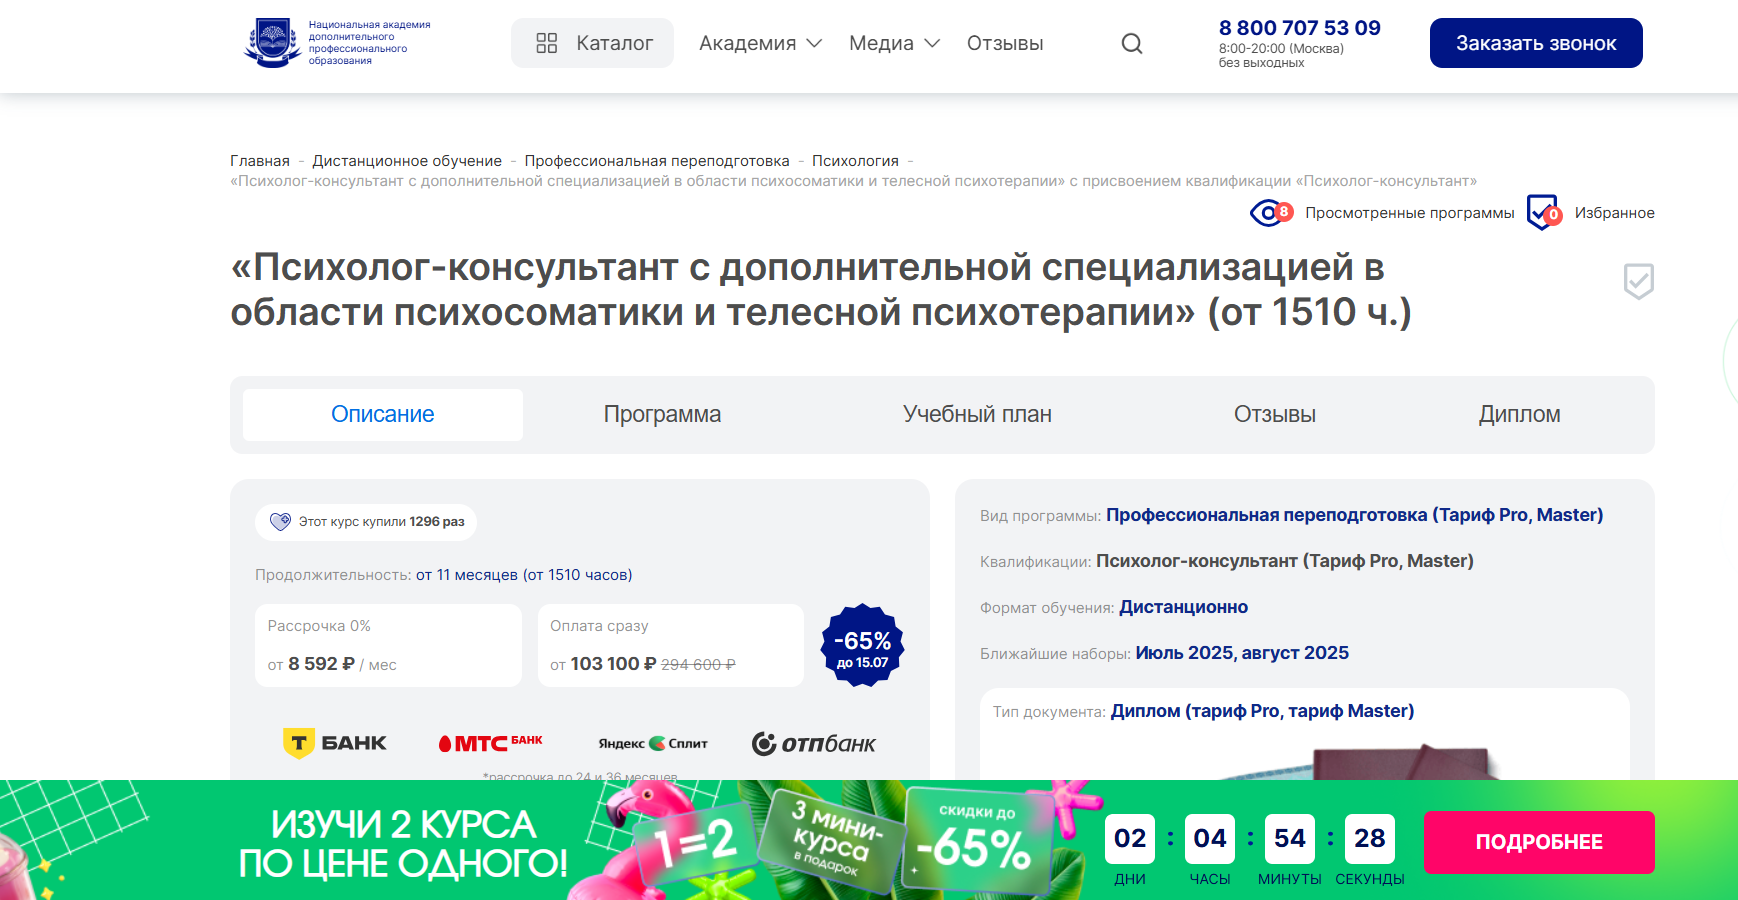 Национальная академия
дополнительного
профессионального
образования
Каталог
Академия
Медиа
Отзывы
8 800 707 53 09
8:00-20:00 (Москва)
без выходных
Заказать звонок
Главная - Дистанционное обучение - Профессиональная переподготовка - Психология -
«Психолог-консультант с дополнительной специализацией в области психосоматики и телесной психотерапии» с присвоением квалификации «Психолог-консультант»
8 Просмотренные программы 0 Избранное
«Психолог-консультант с дополнительной специализацией в
области психосоматики и телесной психотерапии» (от 1510 ч.)
Описание
Программа
Учебный план
Отзывы
Диплом
Этот курс купили 1296 раз
Продолжительность: от 11 месяцев (от 1510 часов)
Рассрочка 0%
от 8 592 ₽ / мес
Оплата сразу
от 103 100 ₽ 294 600 ₽
-65%
до 15.07
Т БАНК
МТС БАНК
Яндекс Сплит
отпбанк
*рассрочка до 24 и 36 месяцев
Вид программы: Профессиональная переподготовка (Тариф Pro, Master)
Квалификации: Психолог-консультант (Тариф Pro, Master)
Формат обучения: Дистанционно
Ближайшие наборы: Июль 2025, август 2025
Тип документа: Диплом (тариф Pro, тариф Master)
ИЗУЧИ 2 КУРСА
ПО ЦЕНЕ ОДНОГО!
1=2
3 МИНИ-
курса
в подарок
скидки до
-65%
02 : 04 : 54 : 28
ДНИ ЧАСЫ МИНУТЫ СЕКУНДЫ
ПОДРОБНЕЕ